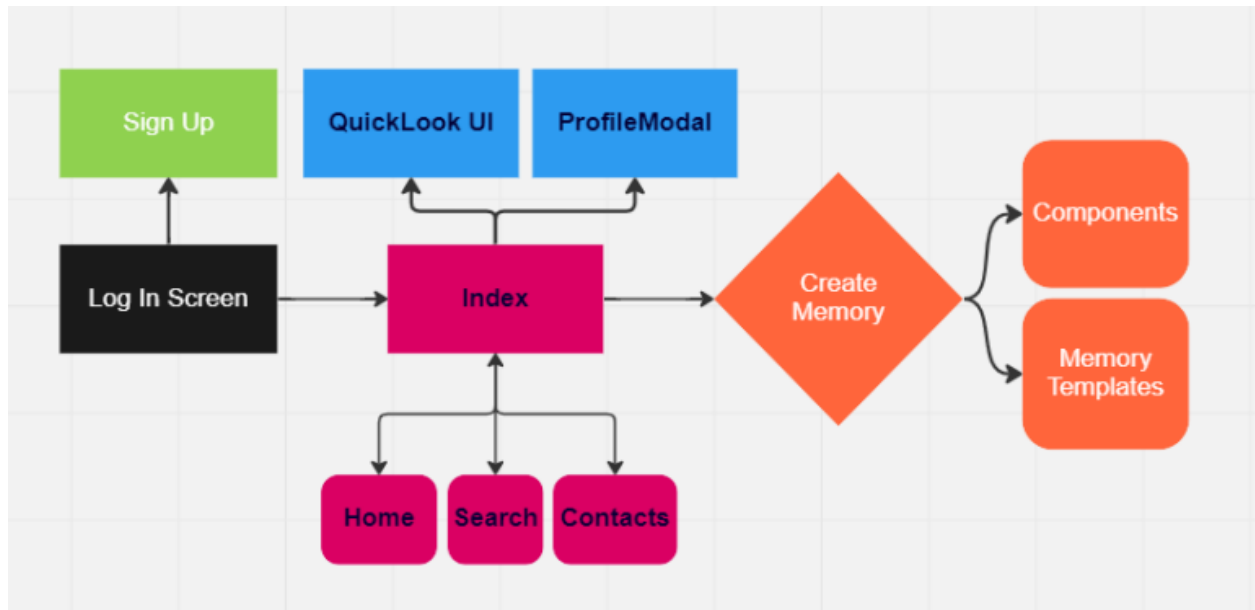 Sign Up
QuickLook UI
ProfileModal
Log In Screen
Index
Create
Memory
Components
Memory
Templates
Home
Search
Contacts